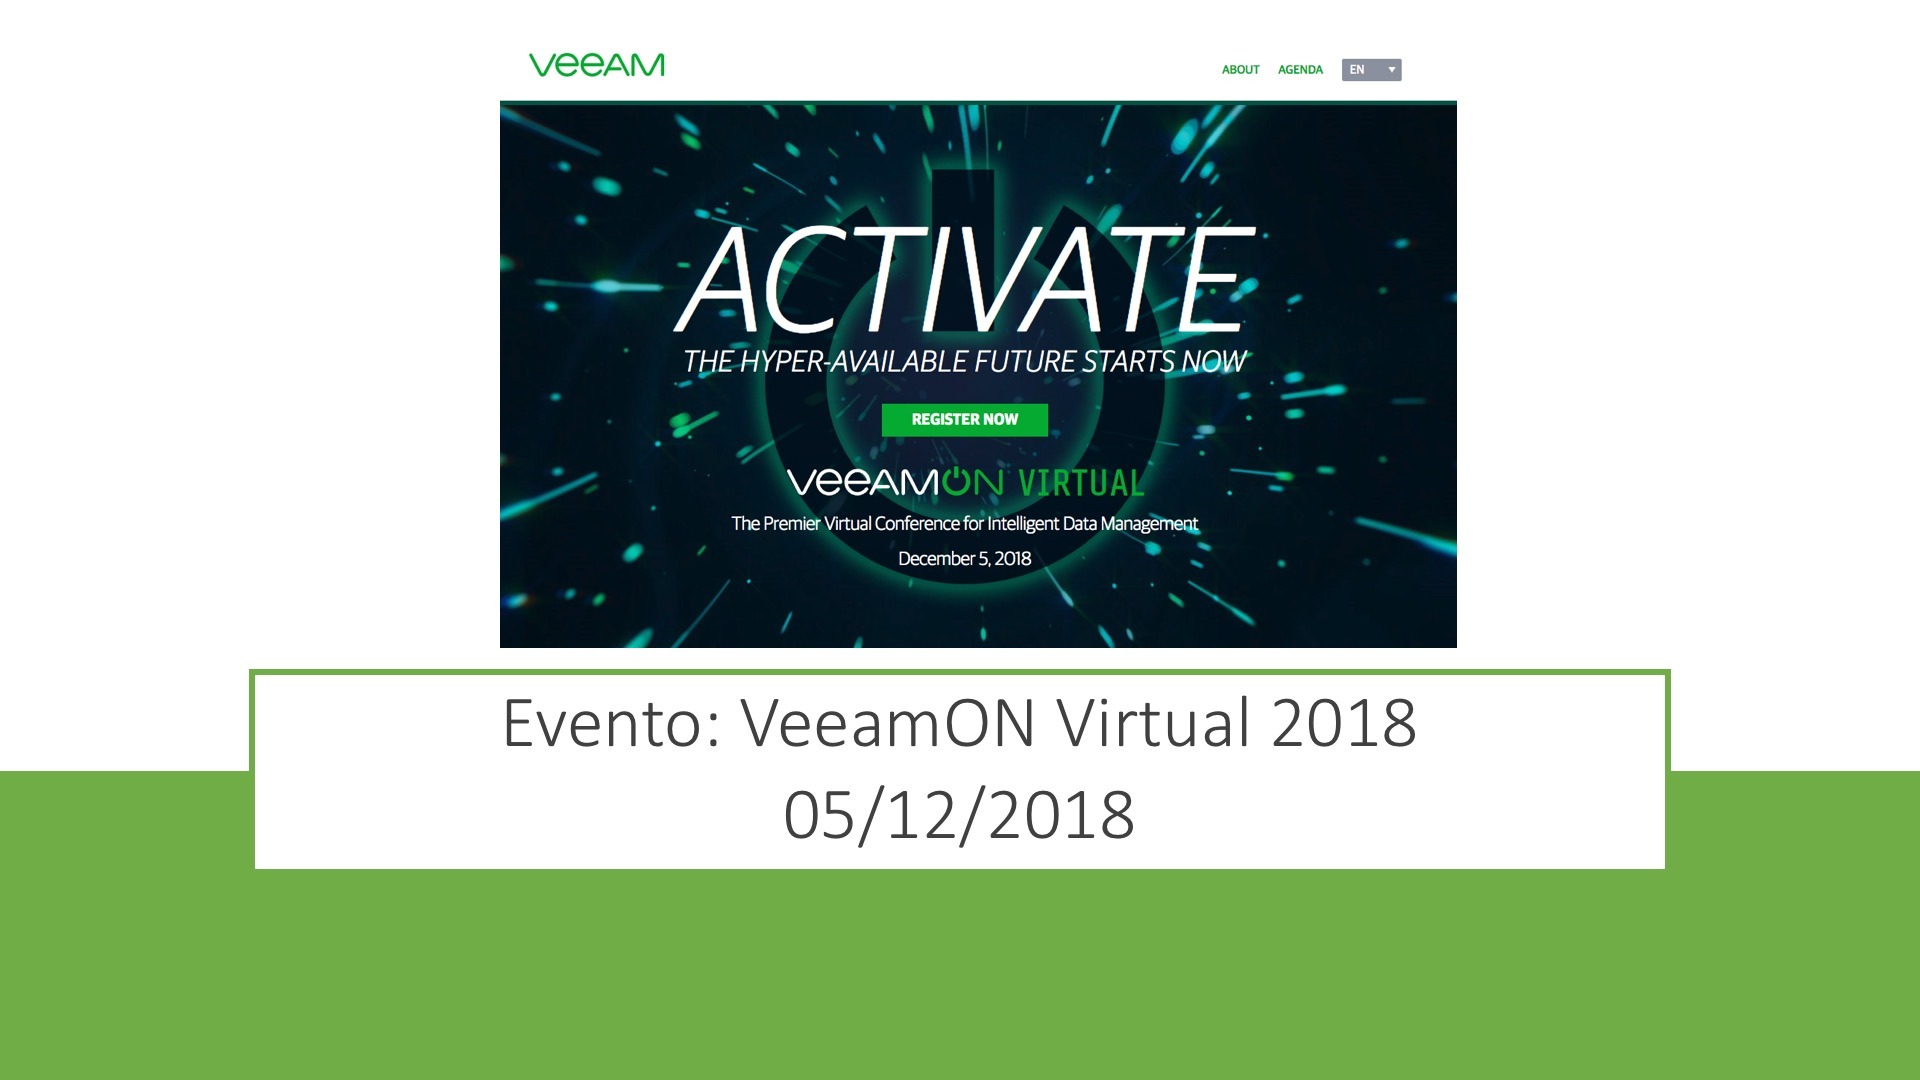 VEEAM
ABOUT AGENDA EN
ACTIVATE
THE HYPER-AVAILABLE FUTURE STARTS NOW
REGISTER NOW
VEEAMON VIRTUAL
The Premier Virtual Conference for Intelligent Data Management
December 5, 2018
Evento: VeeamON Virtual 2018
05/12/2018